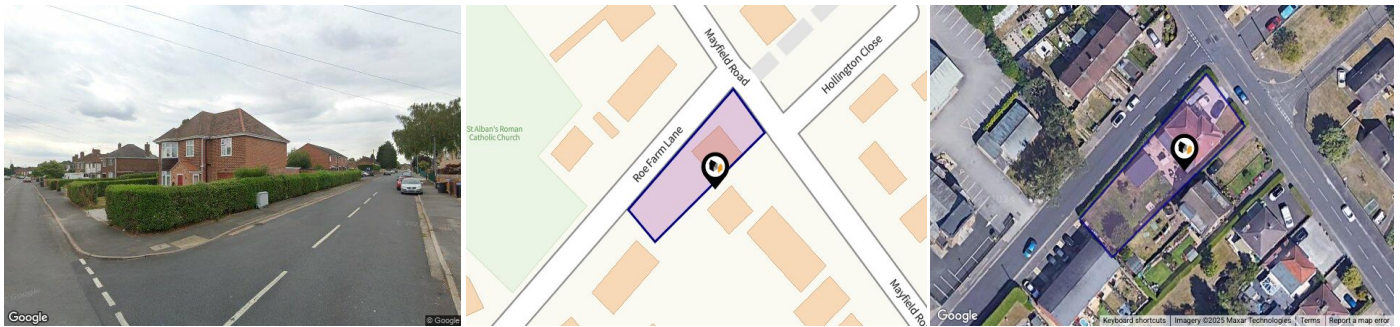 Google
© Google
Mayfield Road
Hollington Close
St Alban's Roman
Catholic Church
Roe Farm Lane
Mayfield Ro
Google
Keyboard shortcuts
Imagery ©2025 Maxar Technologies
Terms
Report a map error